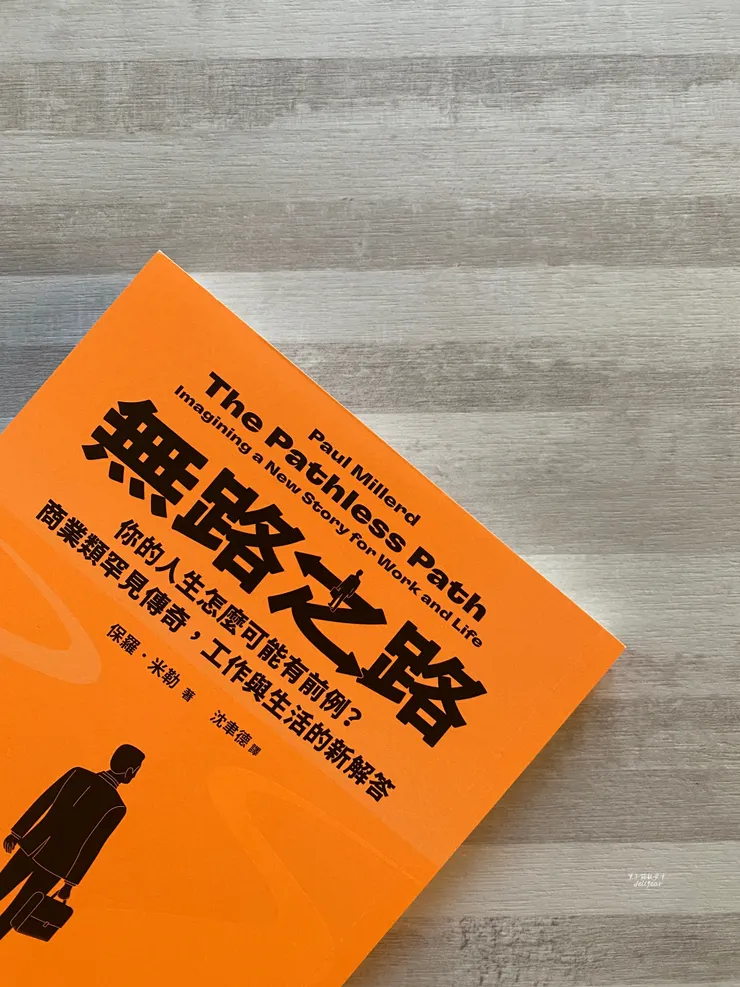 Paul Millerd
The Pathless Path
Imagining a New Story for Work and Life
無路之路
你的人生怎麼可能有前例？
商業類罕見傳奇，工作與生活的新解答
保羅・米勒 著
沈聿德 譯